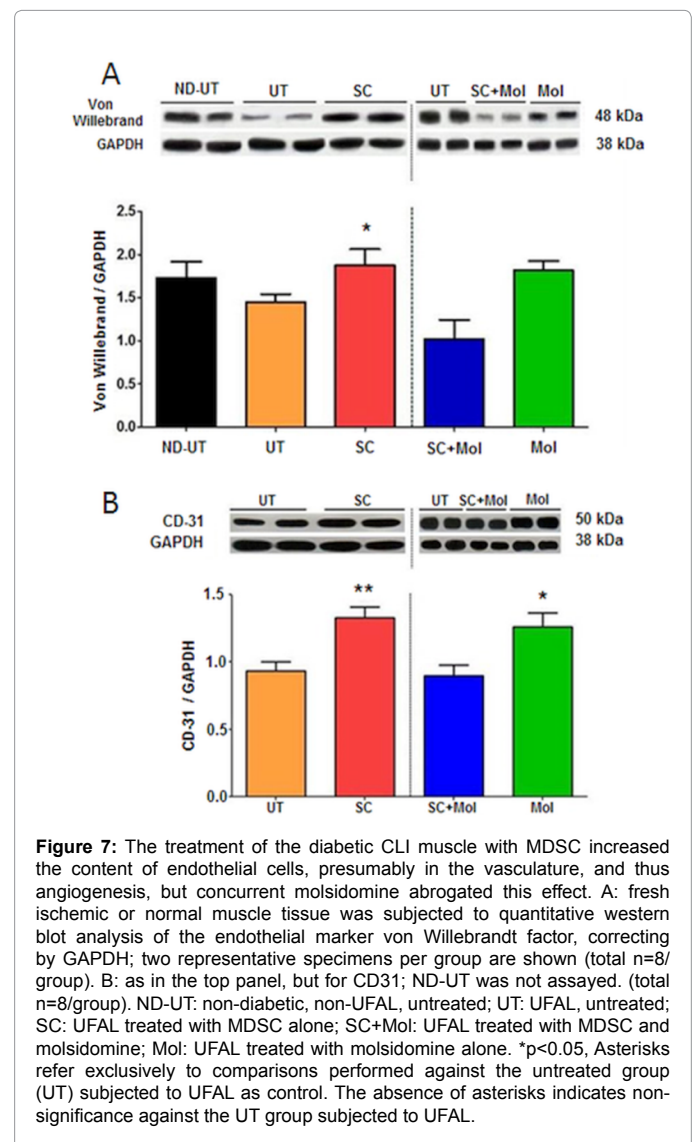 A
ND-UT UT SC UT SC+Mol Mol
Von
Willebrand
48 kDa
GAPDH
38 kDa
Von Willebrand / GAPDH
2.5
2.0
1.5
1.0
0.5
0.0
*
ND-UT UT SC SC+Mol Mol
B
UT SC UT SC+Mol Mol
CD-31 50 kDa
GAPDH 38 kDa
CD-31 / GAPDH
1.5
1.0
0.5
0.0
** *
UT SC SC+Mol Mol
Figure 7: The treatment of the diabetic CLI muscle with MDSC increased
the content of endothelial cells, presumably in the vasculature, and thus
angiogenesis, but concurrent molsidomine abrogated this effect. A: fresh
ischemic or normal muscle tissue was subjected to quantitative western
blot analysis of the endothelial marker von Willebrandt factor, correcting
by GAPDH; two representative specimens per group are shown (total n=8/
group). B: as in the top panel, but for CD31; ND-UT was not assayed. (total
n=8/group). ND-UT: non-diabetic, non-UFAL, untreated; UT: UFAL, untreated;
SC: UFAL treated with MDSC alone; SC+Mol: UFAL treated with MDSC and
molsidomine; Mol: UFAL treated with molsidomine alone. *p<0.05, Asterisks
refer exclusively to comparisons performed against the untreated group
(UT) subjected to UFAL as control. The absence of asterisks indicates non-
significance against the UT group subjected to UFAL.